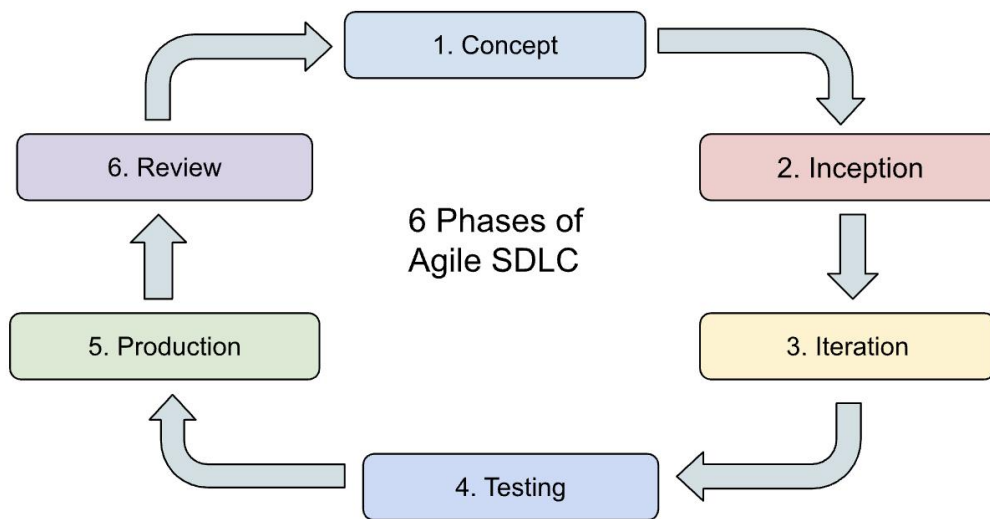 1. Concept
2. Inception
3. Iteration
4. Testing
5. Production
6. Review
6 Phases of
Agile SDLC